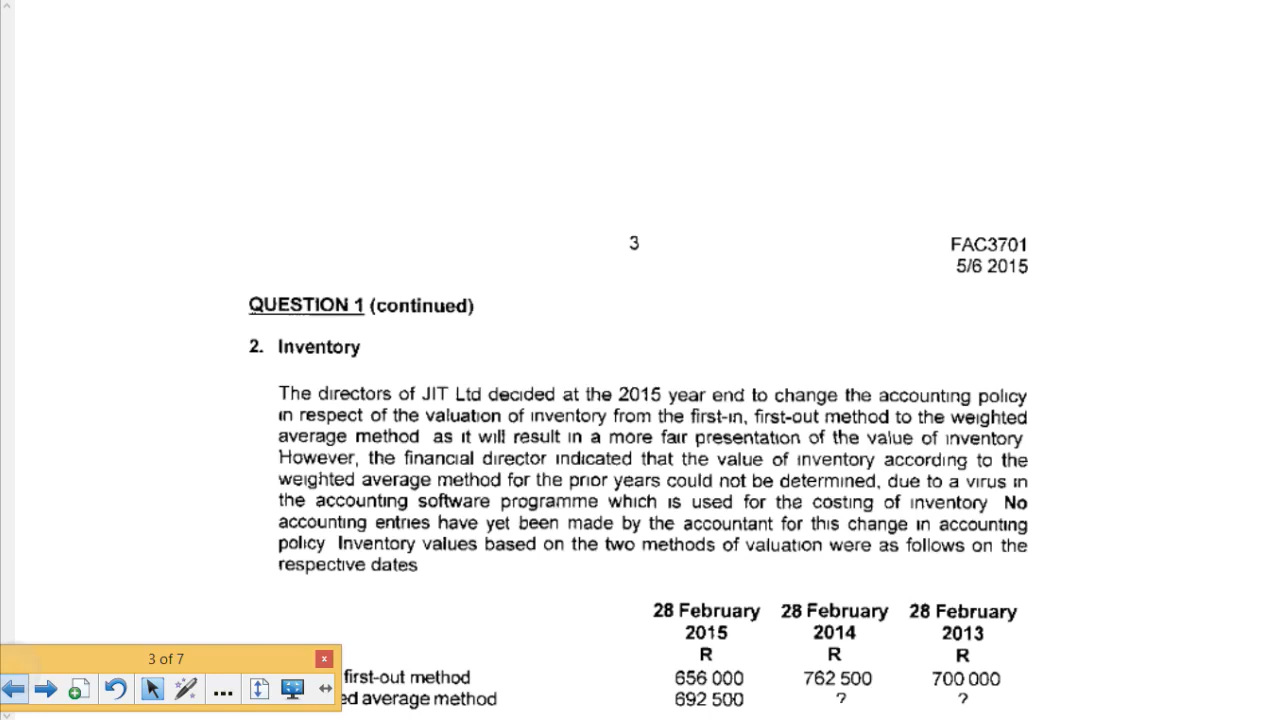 3
FAC3701
5/6 2015
QUESTION 1 (continued)
2. Inventory
The directors of JIT Ltd decided at the 2015 year end to change the accounting policy
in respect of the valuation of inventory from the first-in, first-out method to the weighted
average method as it will result in a more fair presentation of the value of inventory
However, the financial director indicated that the value of inventory according to the
weighted average method for the prior years could not be determined, due to a virus in
the accounting software programme which is used for the costing of inventory No
accounting entries have yet been made by the accountant for this change in accounting
policy Inventory values based on the two methods of valuation were as follows on the
respective dates
28 February 28 February 28 February
2015 2014 2013
R R R
first-out method 656 000 762 500 700 000
ed average method 692 500 ? ?
3 of 7